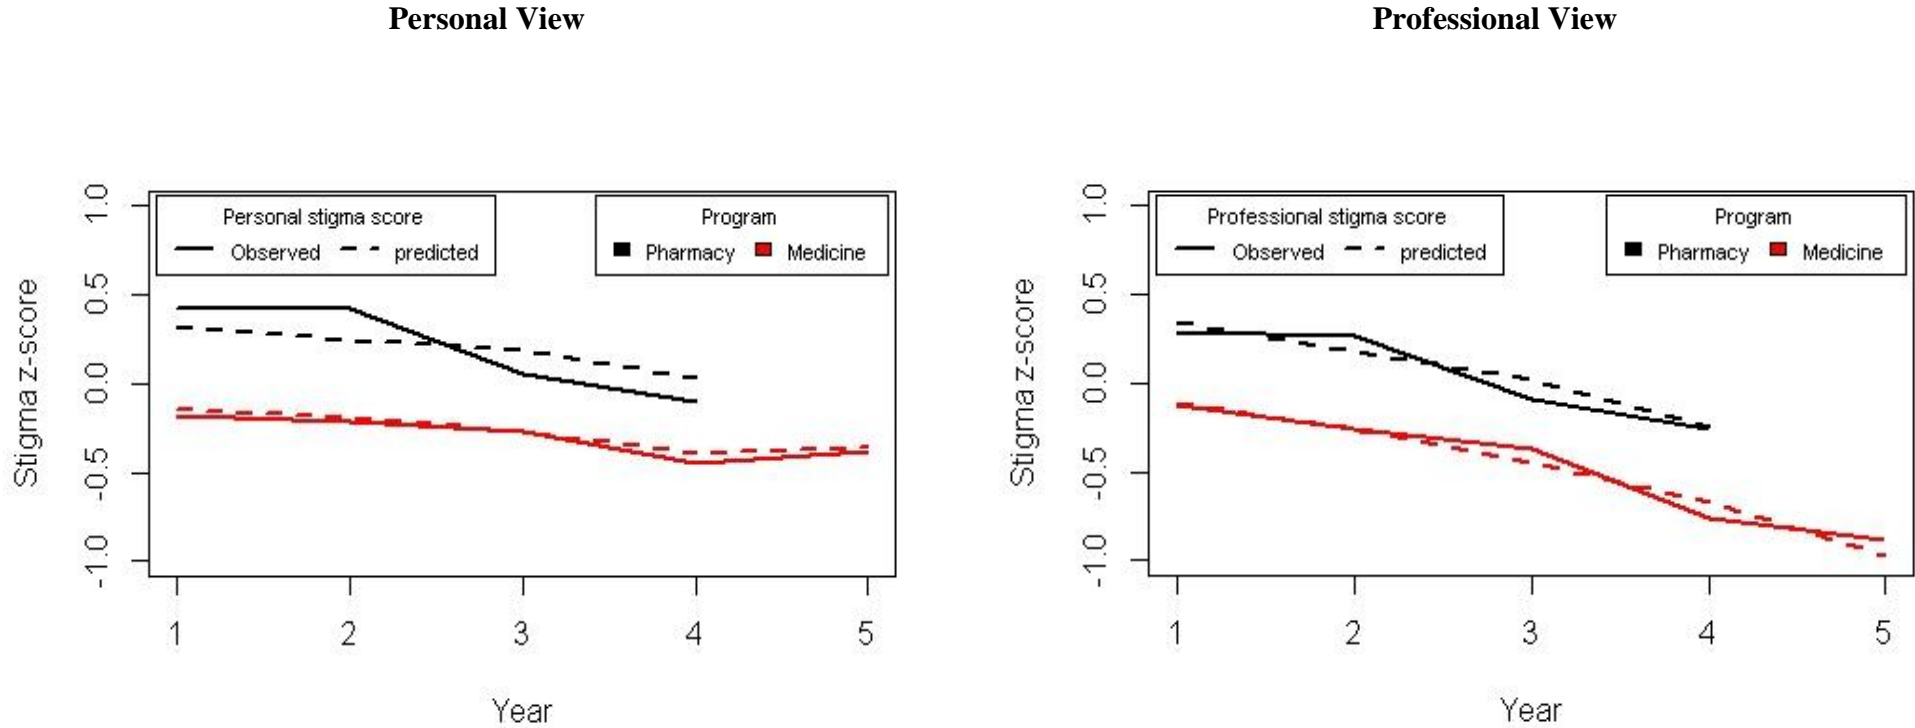 Personal View
Professional View
Personal stigma score
Observed predicted
Program
Pharmacy Medicine
1.0
0.5
0.0
-0.5
-1.0
Stigma z-score
1 2 3 4 5
Year
Professional stigma score
Observed predicted
Program
Pharmacy Medicine
1.0
0.5
0.0
-0.5
-1.0
Stigma z-score
1 2 3 4 5
Year